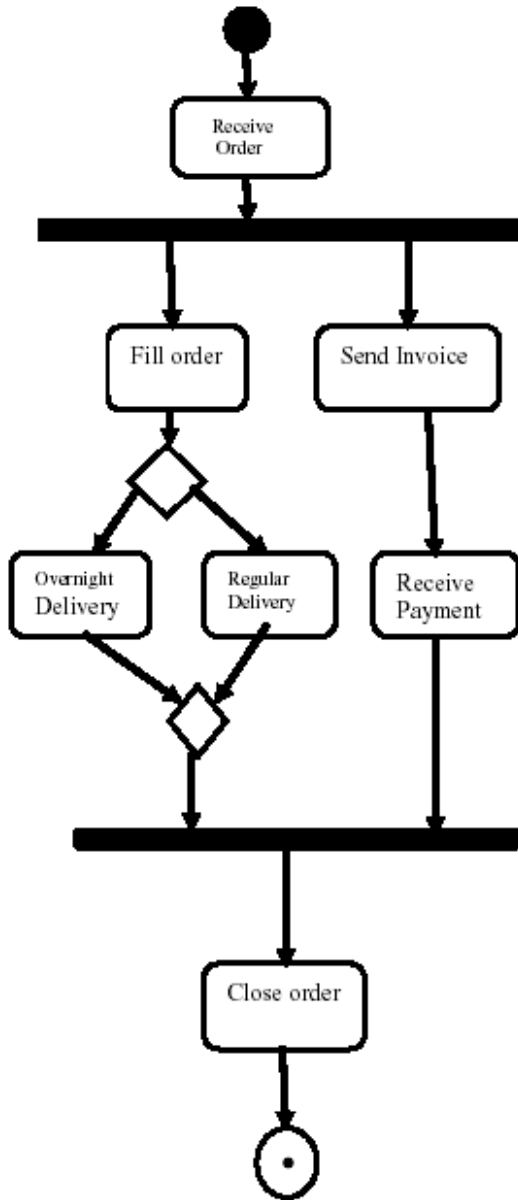 Receive
Order
Fill order
Send Invoice
Overnight
Delivery
Regular
Delivery
Receive
Payment
Close order